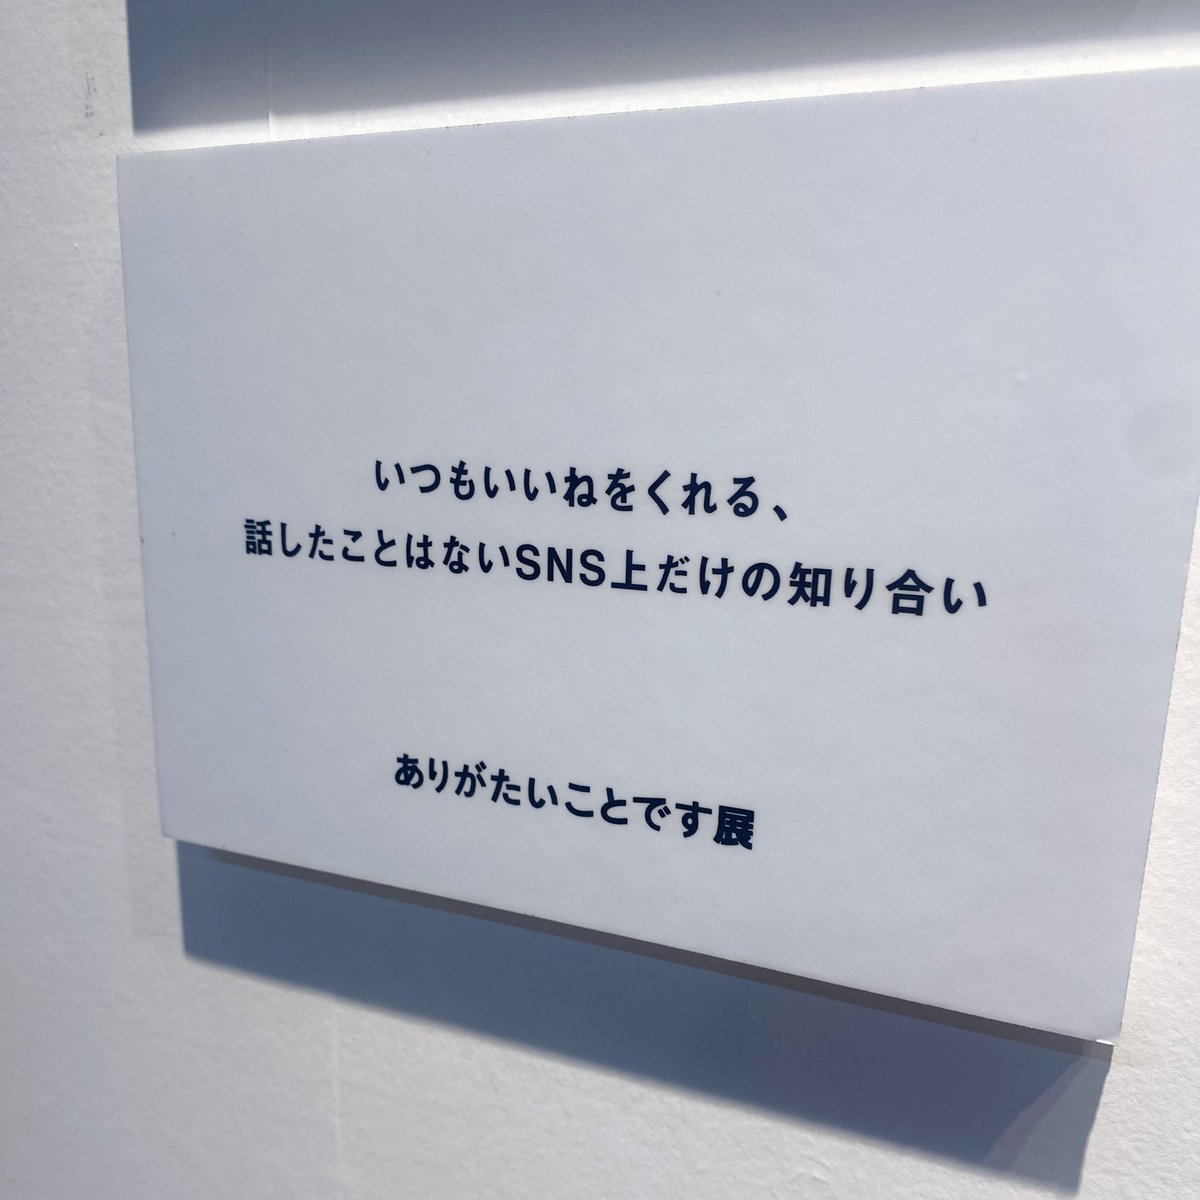 いつもいいねをくれる、
話したことはないSNS上だけの知り合い
ありがたいことです展